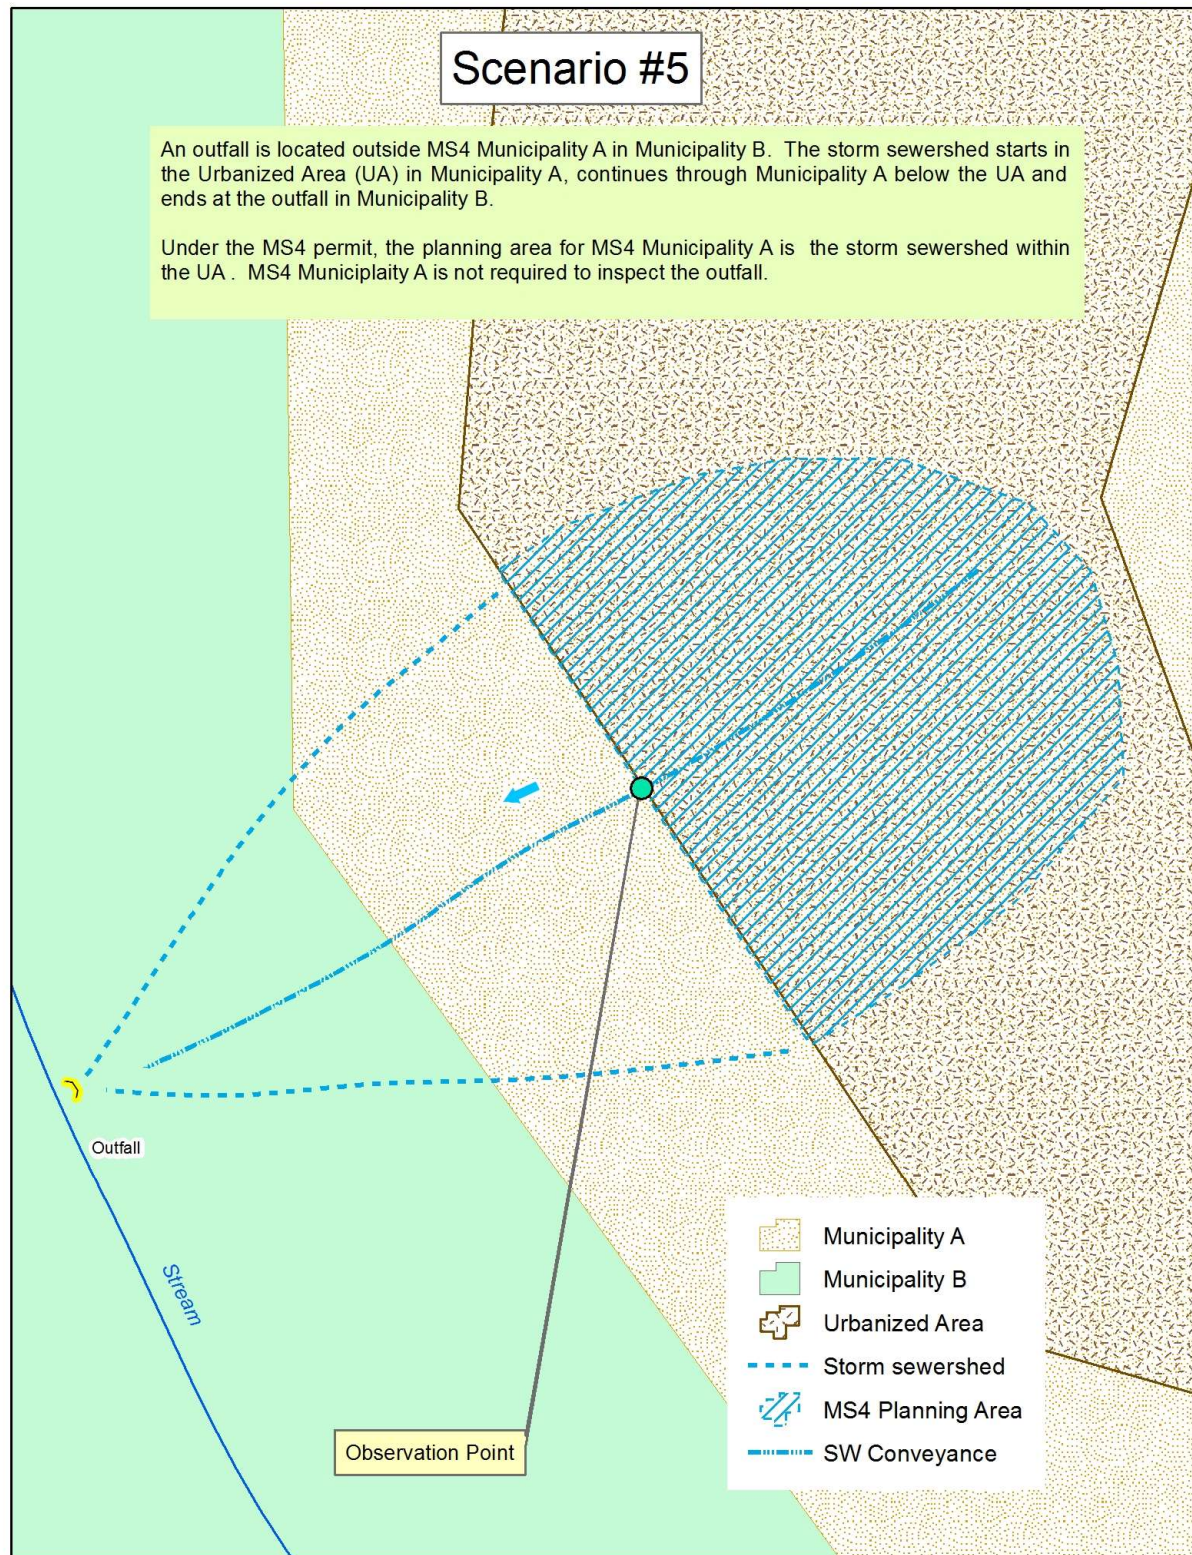 Scenario #5
An outfall is located outside MS4 Municipality A in Municipality B. The storm sewershed starts in
the Urbanized Area (UA) in Municipality A, continues through Municipality A below the UA and
ends at the outfall in Municipality B.
Under the MS4 permit, the planning area for MS4 Municipality A is the storm sewershed within
the UA . MS4 Municiplaity A is not required to inspect the outfall.
Outfall
Stream
Observation Point
Municipality A
Municipality B
Urbanized Area
Storm sewershed
MS4 Planning Area
SW Conveyance